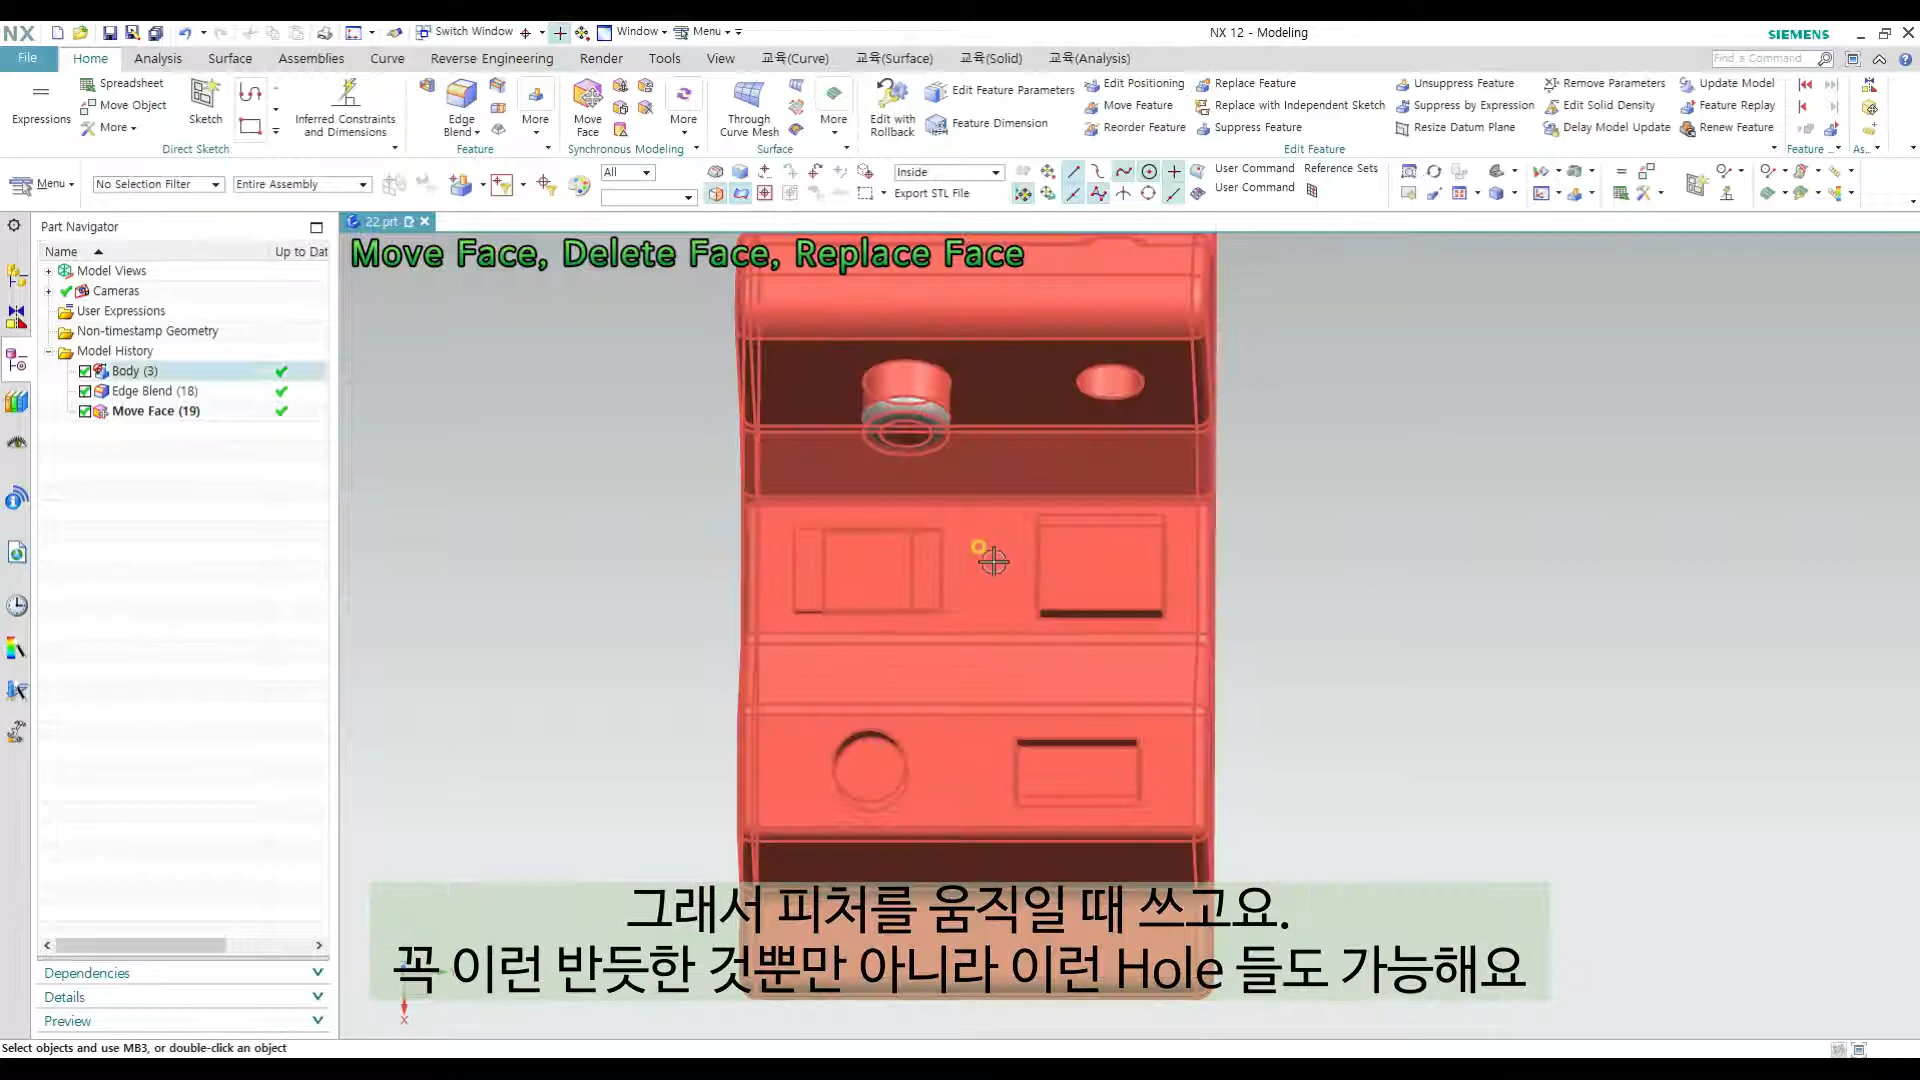 NX
Switch Window
Window
Menu
NX 12 - Modeling
SIEMENS
File
Home
Analysis
Surface
Assemblies
Curve
Reverse Engineering
Render
Tools
View
교육(Curve)
교육(Surface)
교육(Solid)
교육(Analysis)
Find a Command
Expressions
Spreadsheet
Move Object
More
Sketch
Inferred Constraints and Dimensions
Direct Sketch
Edge Blend
More
Feature
Move Face
More
Synchronous Modeling
Through Curve Mesh
More
Surface
Edit with Rollback
Edit Feature Parameters
Feature Dimension
Edit Positioning
Move Feature
Reorder Feature
Replace Feature
Replace with Independent Sketch
Suppress Feature
Unsuppress Feature
Suppress by Expression
Resize Datum Plane
Remove Parameters
Edit Solid Density
Delay Model Update
Update Model
Feature Replay
Renew Feature
Edit Feature
Feature ...
As...
Menu
No Selection Filter
Entire Assembly
All
Inside
Export STL File
User Command
User Command
Reference Sets
Part Navigator
22.prt
Name
Up to Dat
Model Views
Cameras
User Expressions
Non-timestamp Geometry
Model History
Body (3)
Edge Blend (18)
Move Face (19)
Move Face, Delete Face, Replace Face
그래서 피처를 움직일 때 쓰고요.
꼭 이런 반듯한 것뿐만 아니라 이런 Hole 들도 가능해요
Dependencies
Details
Preview
X
Select objects and use MB3, or double-click an object